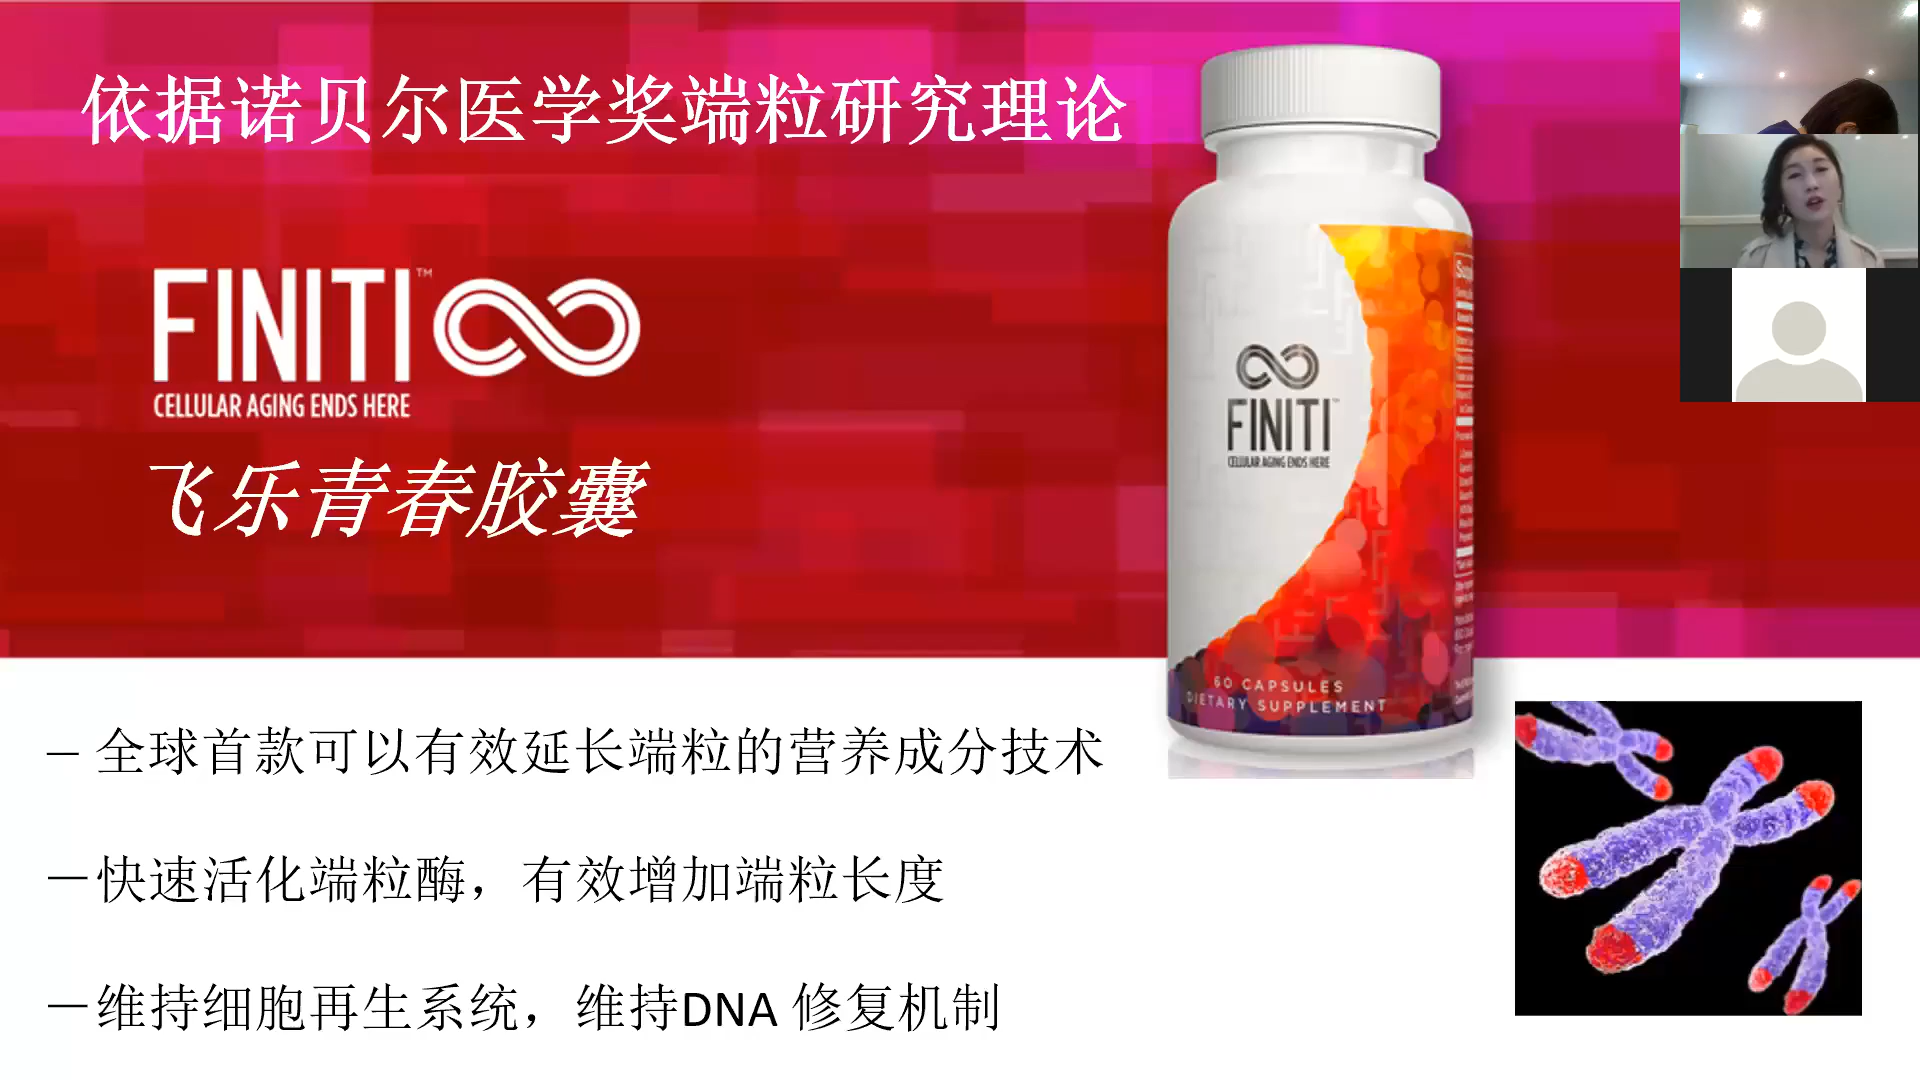 依据诺贝尔医学奖端粒研究理论
FINITI™
CELLULAR AGING ENDS HERE
飞乐青春胶囊
FINITI™
CELLULAR AGING ENDS HERE
60 CAPSULES
DIETARY SUPPLEMENT
– 全球首款可以有效延长端粒的营养成分技术
–快速活化端粒酶，有效增加端粒长度
–维持细胞再生系统，维持DNA 修复机制